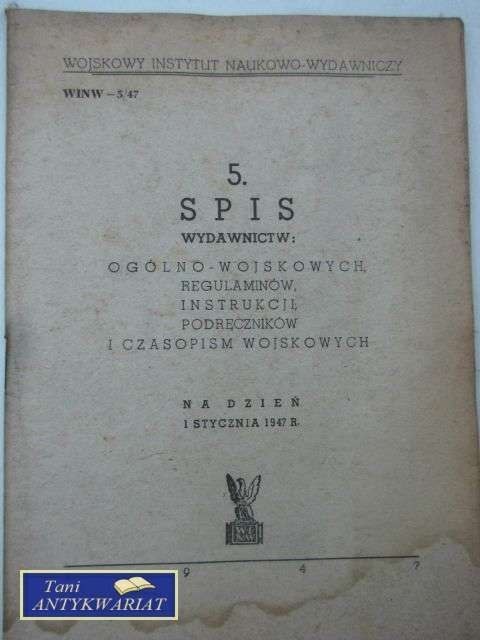 WOJSKOWY INSTYTUT NAUKOWO-WYDAWNICZY
WINW – 5/47
5.
SPIS
WYDAWNICTW:
OGÓLNO-WOJSKOWYCH,
REGULAMINÓW,
INSTRUKCJI,
PODRĘCZNIKÓW
I CZASOPISM WOJSKOWYCH
NA DZIEŃ
1 STYCZNIA 1947 R.
W.I.
N.W.
9 4 7
Tani
ANTYKWARIAT